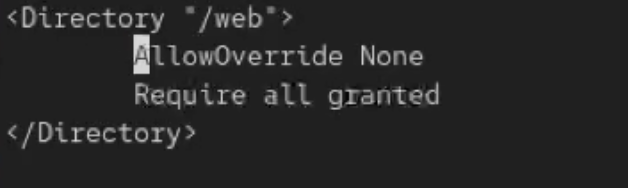 <Directory "/web">
AllowOverride None
Require all granted
</Directory>